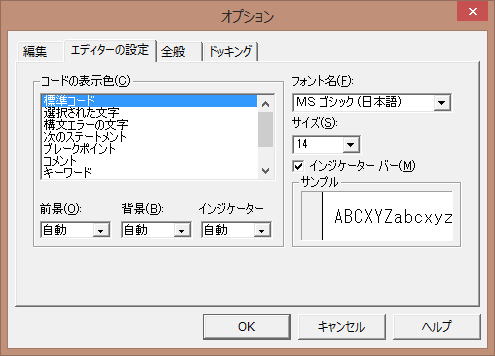 オプション
編集 エディターの設定 全般 ドッキング
コードの表示色(C)
標準コード
選択された文字
構文エラーの文字
次のステートメント
ブレークポイント
コメント
キーワード
前景(O): 背景(B): インジケーター
自動 自動 自動
フォント名(F):
MS ゴシック (日本語)
サイズ(S):
14
インジケーター バー(M)
サンプル
ABCXYZabcxyz
OK キャンセル ヘルプ